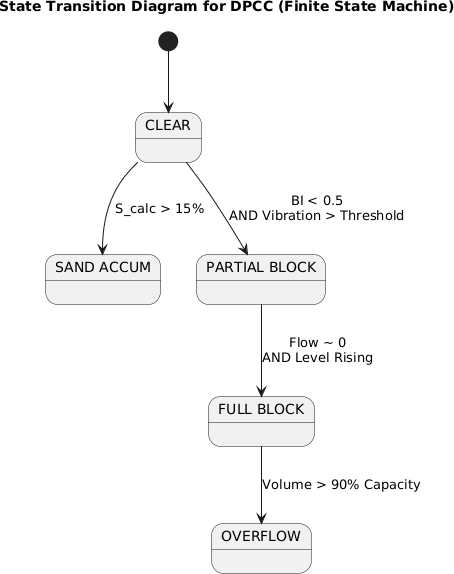 State Transition Diagram for DPCC (Finite State Machine)
CLEAR
S_calc > 15%
BI < 0.5
AND Vibration > Threshold
SAND ACCUM
PARTIAL BLOCK
Flow ~ 0
AND Level Rising
FULL BLOCK
Volume > 90% Capacity
OVERFLOW